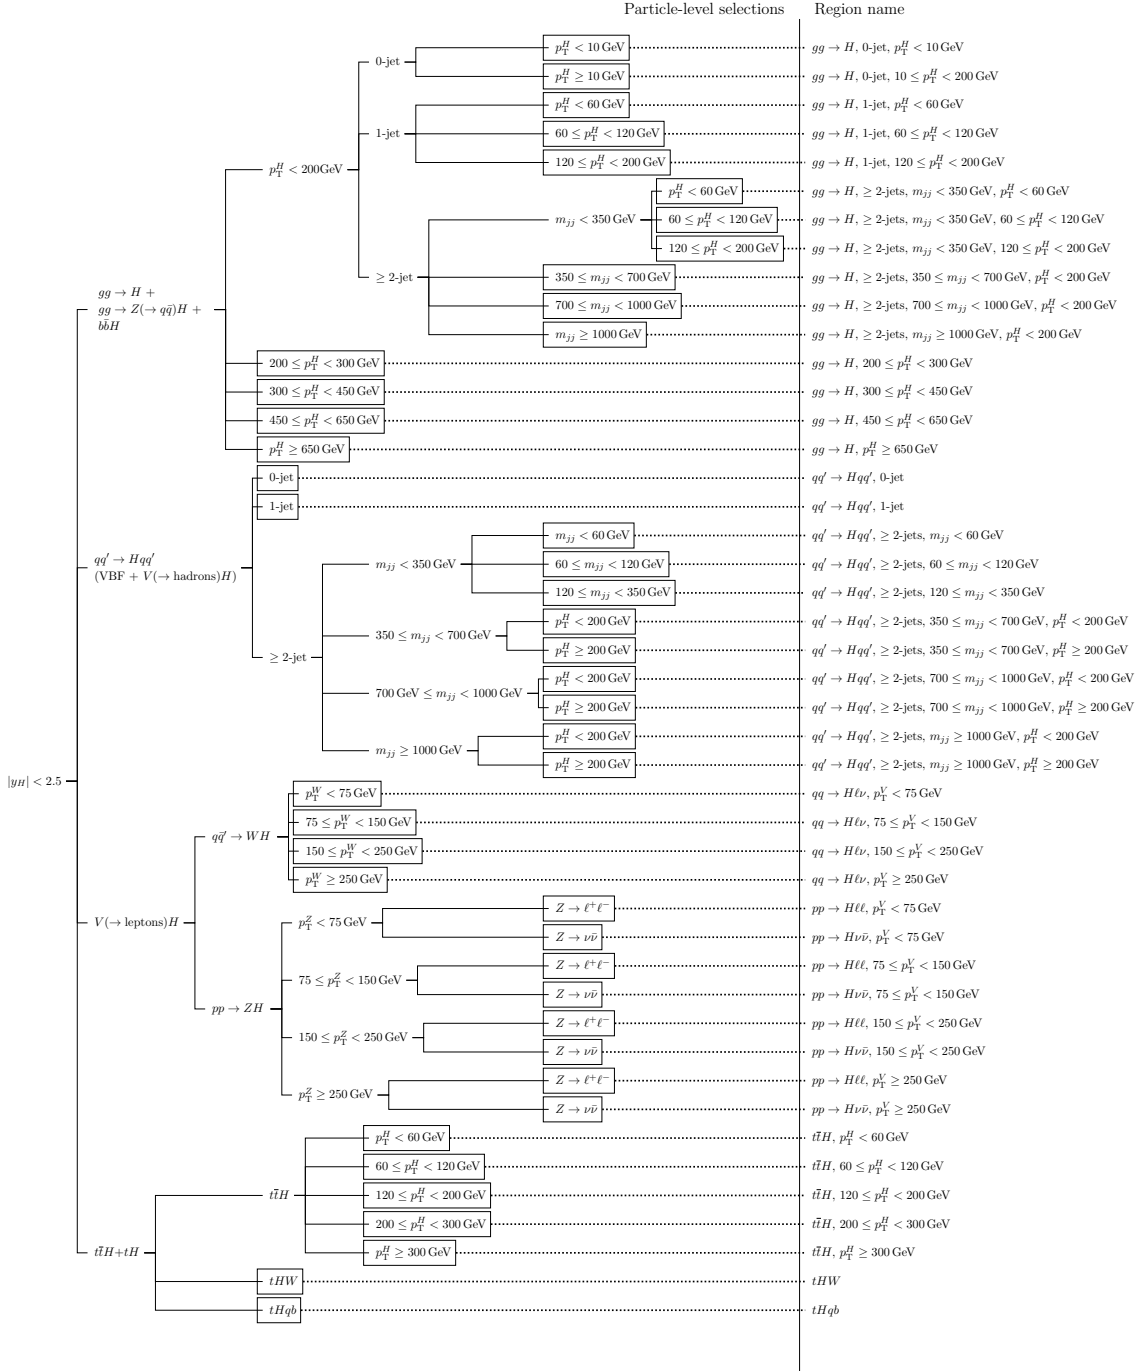 Particle-level selections Region name
p_T^H < 10 GeV gg → H, 0-jet, p_T^H < 10 GeV
0-jet
p_T^H ≥ 10 GeV gg → H, 0-jet, 10 ≤ p_T^H < 200 GeV
p_T^H < 60 GeV gg → H, 1-jet, p_T^H < 60 GeV
1-jet 60 ≤ p_T^H < 120 GeV gg → H, 1-jet, 60 ≤ p_T^H < 120 GeV
120 ≤ p_T^H < 200 GeV gg → H, 1-jet, 120 ≤ p_T^H < 200 GeV
p_T^H < 200GeV
p_T^H < 60 GeV gg → H, ≥ 2-jets, m_jj < 350 GeV, p_T^H < 60 GeV
m_jj < 350 GeV 60 ≤ p_T^H < 120 GeV gg → H, ≥ 2-jets, m_jj < 350 GeV, 60 ≤ p_T^H < 120 GeV
120 ≤ p_T^H < 200 GeV gg → H, ≥ 2-jets, m_jj < 350 GeV, 120 ≤ p_T^H < 200 GeV
≥ 2-jet 350 ≤ m_jj < 700 GeV gg → H, ≥ 2-jets, 350 ≤ m_jj < 700 GeV, p_T^H < 200 GeV
gg → H +
gg → Z(→ qq̄)H +
bb̄H
700 ≤ m_jj < 1000 GeV gg → H, ≥ 2-jets, 700 ≤ m_jj < 1000 GeV, p_T^H < 200 GeV
m_jj ≥ 1000 GeV gg → H, ≥ 2-jets, m_jj ≥ 1000 GeV, p_T^H < 200 GeV
200 ≤ p_T^H < 300 GeV gg → H, 200 ≤ p_T^H < 300 GeV
300 ≤ p_T^H < 450 GeV gg → H, 300 ≤ p_T^H < 450 GeV
450 ≤ p_T^H < 650 GeV gg → H, 450 ≤ p_T^H < 650 GeV
p_T^H ≥ 650 GeV gg → H, p_T^H ≥ 650 GeV
0-jet qq′ → Hqq′, 0-jet
1-jet qq′ → Hqq′, 1-jet
m_jj < 60 GeV qq′ → Hqq′, ≥ 2-jets, m_jj < 60 GeV
qq′ → Hqq′
(VBF + V(→ hadrons)H)
m_jj < 350 GeV 60 ≤ m_jj < 120 GeV qq′ → Hqq′, ≥ 2-jets, 60 ≤ m_jj < 120 GeV
120 ≤ m_jj < 350 GeV qq′ → Hqq′, ≥ 2-jets, 120 ≤ m_jj < 350 GeV
p_T^H < 200 GeV qq′ → Hqq′, ≥ 2-jets, 350 ≤ m_jj < 700 GeV, p_T^H < 200 GeV
350 ≤ m_jj < 700 GeV
p_T^H ≥ 200 GeV qq′ → Hqq′, ≥ 2-jets, 350 ≤ m_jj < 700 GeV, p_T^H ≥ 200 GeV
≥ 2-jet
p_T^H < 200 GeV qq′ → Hqq′, ≥ 2-jets, 700 ≤ m_jj < 1000 GeV, p_T^H < 200 GeV
700 GeV ≤ m_jj < 1000 GeV
p_T^H ≥ 200 GeV qq′ → Hqq′, ≥ 2-jets, 700 ≤ m_jj < 1000 GeV, p_T^H ≥ 200 GeV
p_T^H < 200 GeV qq′ → Hqq′, ≥ 2-jets, m_jj ≥ 1000 GeV, p_T^H < 200 GeV
m_jj ≥ 1000 GeV
p_T^H ≥ 200 GeV qq′ → Hqq′, ≥ 2-jets, m_jj ≥ 1000 GeV, p_T^H ≥ 200 GeV
|y_H| < 2.5
p_T^W < 75 GeV qq → Hℓν, p_T^V < 75 GeV
75 ≤ p_T^W < 150 GeV qq → Hℓν, 75 ≤ p_T^V < 150 GeV
qq̄′ → WH
150 ≤ p_T^W < 250 GeV qq → Hℓν, 150 ≤ p_T^V < 250 GeV
p_T^W ≥ 250 GeV qq → Hℓν, p_T^V ≥ 250 GeV
Z → ℓ⁺ℓ⁻ pp → Hℓℓ, p_T^V < 75 GeV
V(→ leptons)H p_T^Z < 75 GeV
Z → νν̄ pp → Hνν̄, p_T^V < 75 GeV
Z → ℓ⁺ℓ⁻ pp → Hℓℓ, 75 ≤ p_T^V < 150 GeV
75 ≤ p_T^Z < 150 GeV
Z → νν̄ pp → Hνν̄, 75 ≤ p_T^V < 150 GeV
pp → ZH
Z → ℓ⁺ℓ⁻ pp → Hℓℓ, 150 ≤ p_T^V < 250 GeV
150 ≤ p_T^Z < 250 GeV
Z → νν̄ pp → Hνν̄, 150 ≤ p_T^V < 250 GeV
Z → ℓ⁺ℓ⁻ pp → Hℓℓ, p_T^V ≥ 250 GeV
p_T^Z ≥ 250 GeV
Z → νν̄ pp → Hνν̄, p_T^V ≥ 250 GeV
p_T^H < 60 GeV tt̄H, p_T^H < 60 GeV
60 ≤ p_T^H < 120 GeV tt̄H, 60 ≤ p_T^H < 120 GeV
tt̄H 120 ≤ p_T^H < 200 GeV tt̄H, 120 ≤ p_T^H < 200 GeV
200 ≤ p_T^H < 300 GeV tt̄H, 200 ≤ p_T^H < 300 GeV
tt̄H+tH p_T^H ≥ 300 GeV tt̄H, p_T^H ≥ 300 GeV
tHW tHW
tHqb tHqb